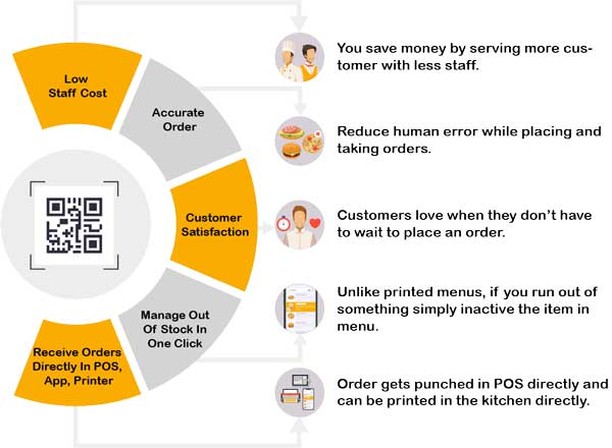 Low
Staff Cost
You save money by serving more cus-
tomer with less staff.
Accurate
Order
Reduce human error while placing and
taking orders.
Customer
Satisfaction
Customers love when they don't have
to wait to place an order.
Manage Out
Of Stock In
One Click
Unlike printed menus, if you run out of
something simply inactive the item in
menu.
Receive Orders
Directly In POS,
App, Printer
Order gets punched in POS directly and
can be printed in the kitchen directly.